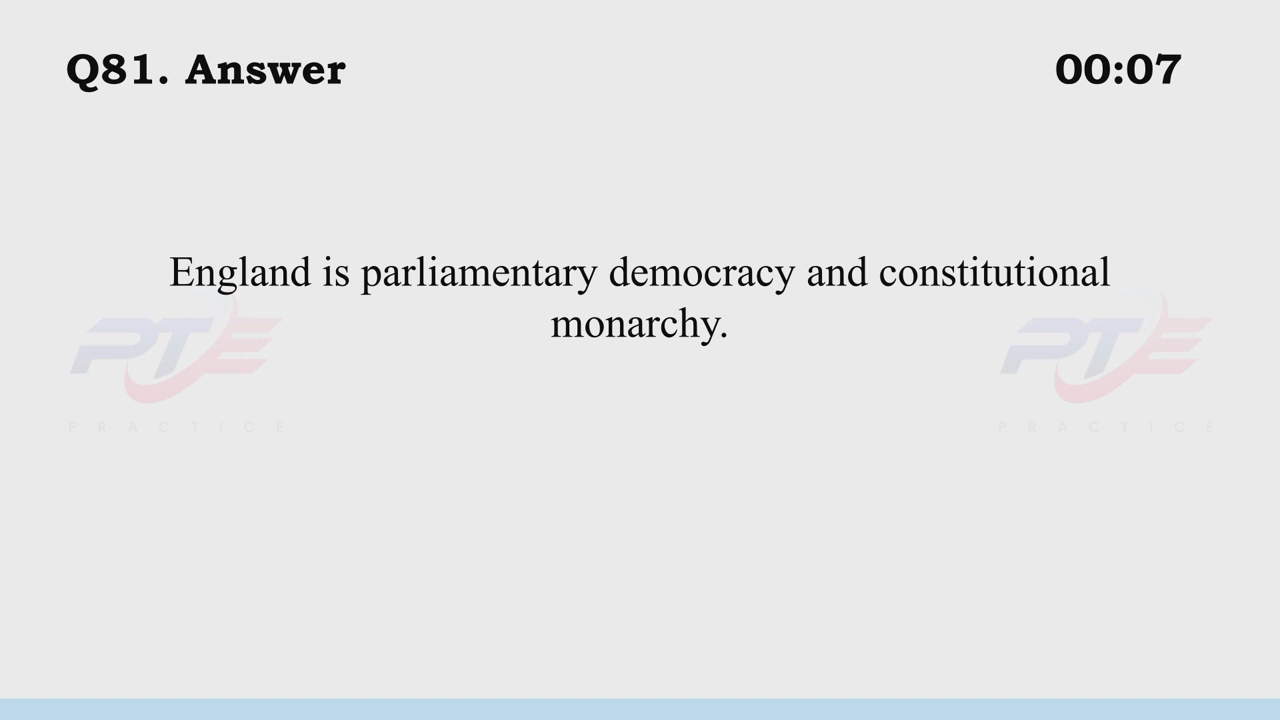 Q81. Answer 00:07
England is parliamentary democracy and constitutional
monarchy.
PTE PTE
PRACTICE PRACTICE